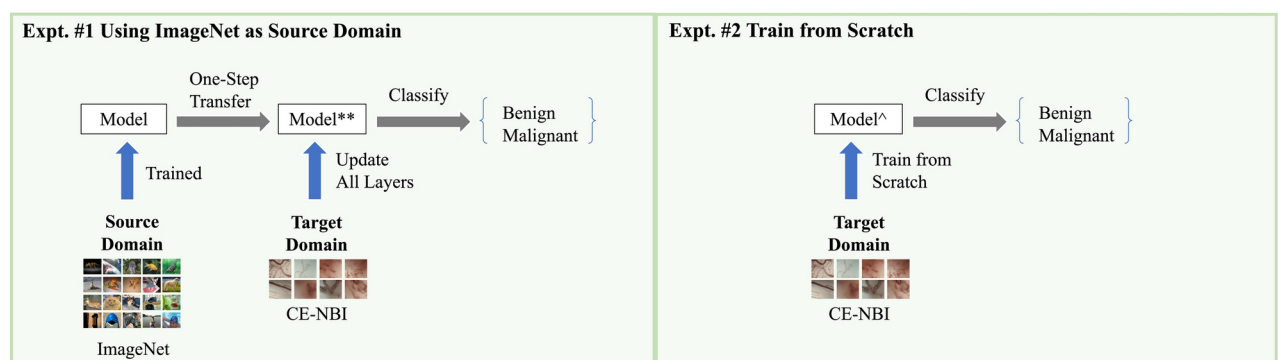 Expt. #1 Using ImageNet as Source Domain
One-Step
Transfer
Classify
Model
Model**
Benign
Malignant
Trained
Update
All Layers
Source
Domain
Target
Domain
CE-NBI
ImageNet
Expt. #2 Train from Scratch
Classify
Model^
Benign
Malignant
Train from
Scratch
Target
Domain
CE-NBI